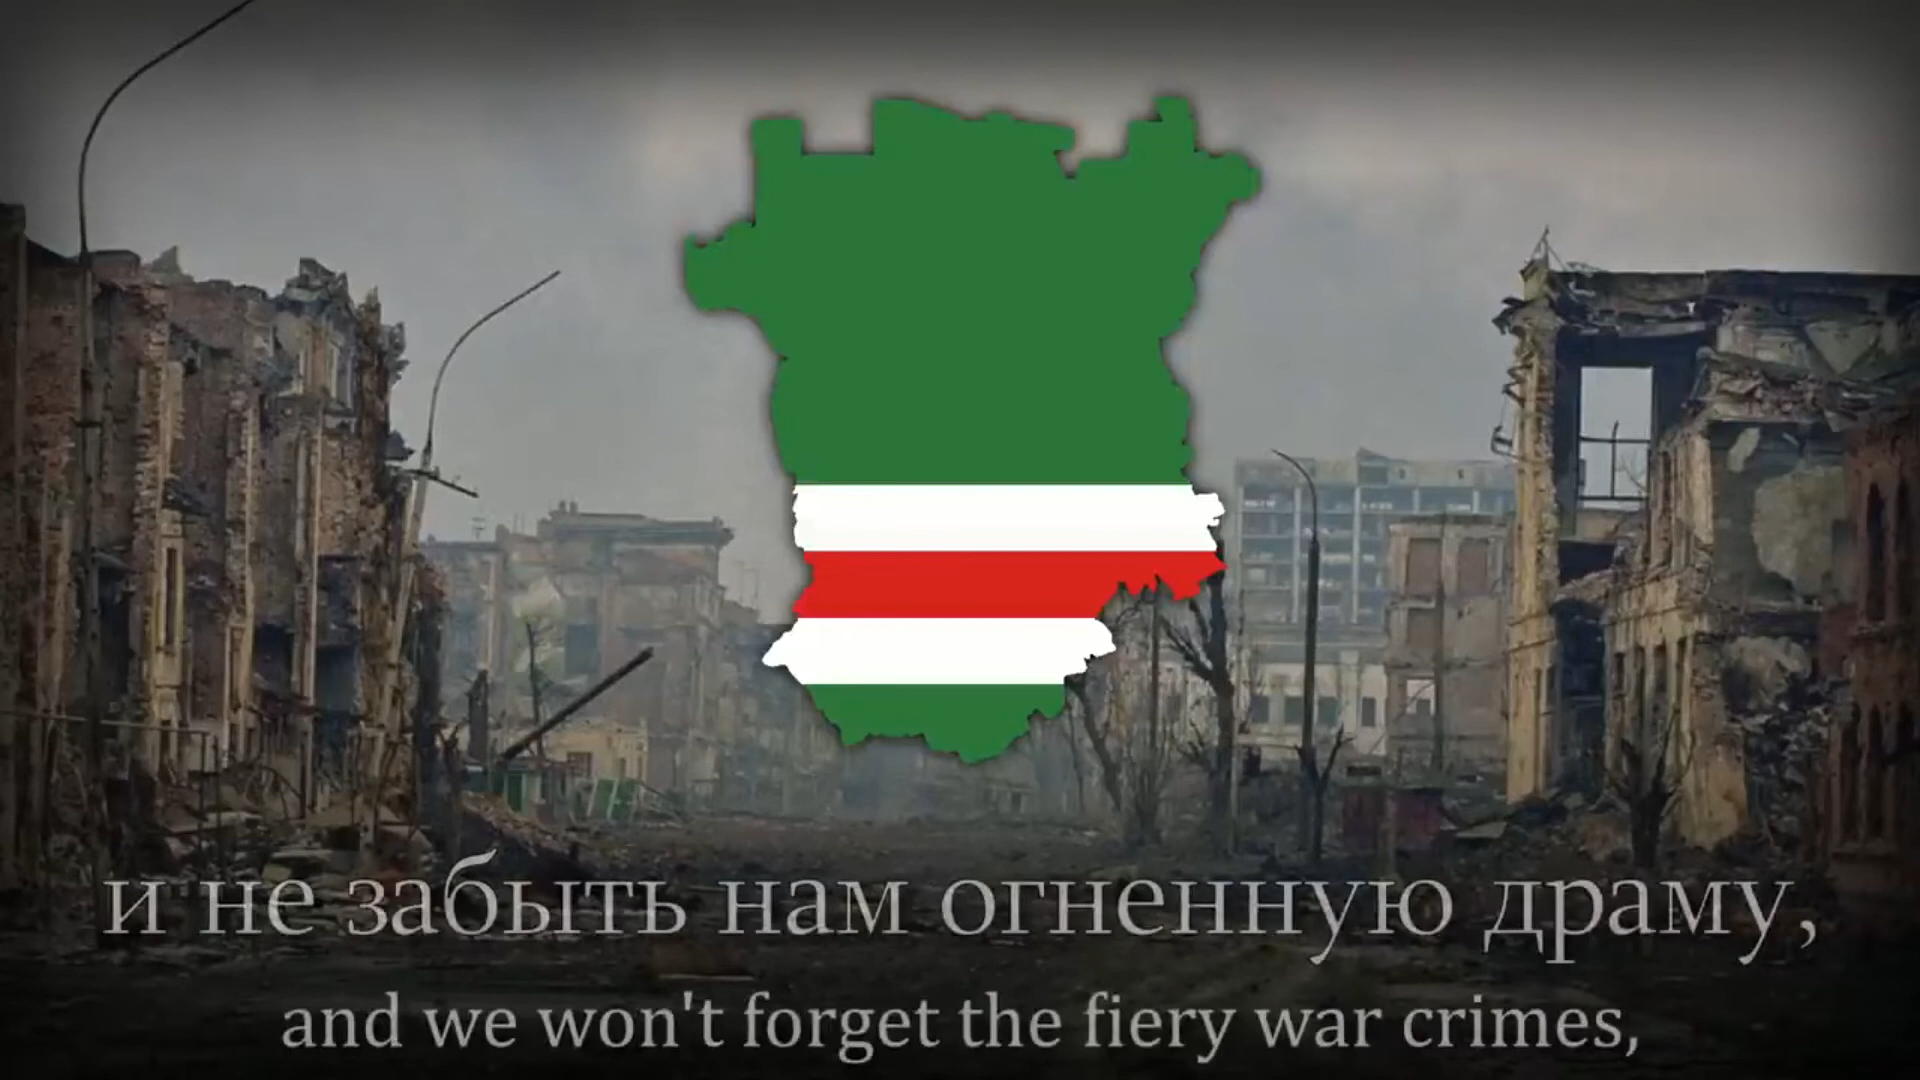 и не забыть нам огненную драму,
and we won't forget the fiery war crimes,